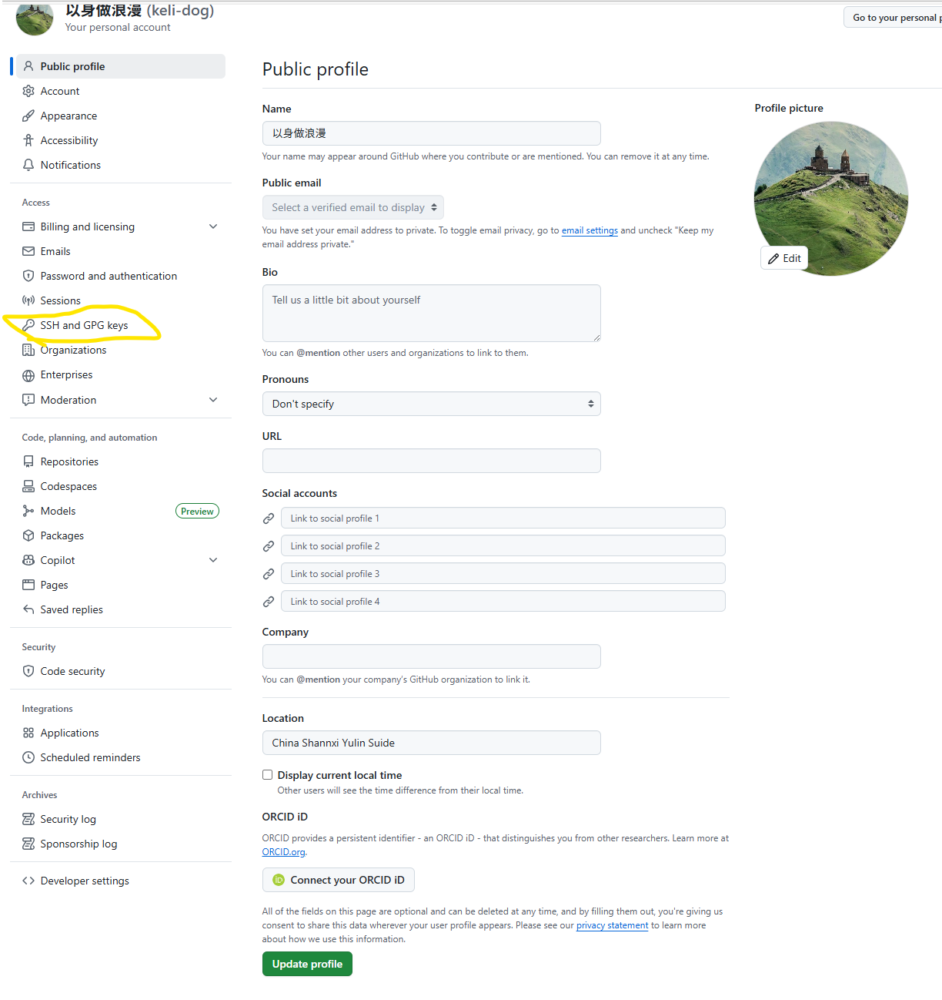 以身做浪漫 (keli-dog)
Your personal account
Go to your personal p
Public profile
Account
Appearance
Accessibility
Notifications
Access
Billing and licensing
Emails
Password and authentication
Sessions
SSH and GPG keys
Organizations
Enterprises
Moderation
Code, planning, and automation
Repositories
Codespaces
Models
Preview
Packages
Copilot
Pages
Saved replies
Security
Code security
Integrations
Applications
Scheduled reminders
Archives
Security log
Sponsorship log
Developer settings
Public profile
Name
以身做浪漫
Your name may appear around GitHub where you contribute or are mentioned. You can remove it at any time.
Public email
Select a verified email to display
You have set your email address to private. To toggle email privacy, go to email settings and uncheck "Keep my
email address private."
Bio
Tell us a little bit about yourself
You can @mention other users and organizations to link to them.
Pronouns
Don't specify
URL
Social accounts
Link to social profile 1
Link to social profile 2
Link to social profile 3
Link to social profile 4
Company
You can @mention your company's GitHub organization to link it.
Location
China Shannxi Yulin Suide
Display current local time
Other users will see the time difference from their local time.
ORCID iD
ORCID provides a persistent identifier - an ORCID iD - that distinguishes you from other researchers. Learn more at
ORCID.org.
iD Connect your ORCID iD
All of the fields on this page are optional and can be deleted at any time, and by filling them out, you're giving us
consent to share this data wherever your user profile appears. Please see our privacy statement to learn more
about how we use this information.
Update profile
Profile picture
Edit